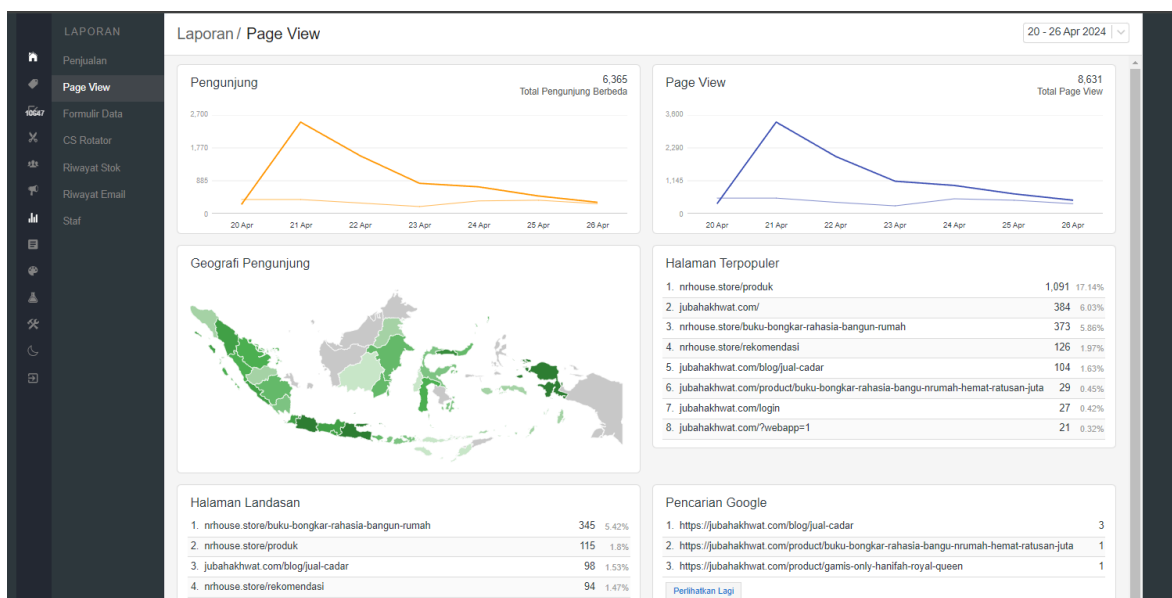 LAPORAN
Penjualan
Page View
Formulir Data
CS Rotator
Riwayat Stok
Riwayat Email
Staf
10647
Laporan / Page View
20 - 26 Apr 2024
Pengunjung
6,365
Total Pengunjung Berbeda
2,700
1,770
885
0
20 Apr 21 Apr 22 Apr 23 Apr 24 Apr 25 Apr 26 Apr
Page View
8,631
Total Page View
3,600
2,290
1,145
0
20 Apr 21 Apr 22 Apr 23 Apr 24 Apr 25 Apr 26 Apr
Geografi Pengunjung
Halaman Terpopuler
1. nrhouse.store/produk 1,091 17.14%
2. jubahakhwat.com/ 384 6.03%
3. nrhouse.store/buku-bongkar-rahasia-bangun-rumah 373 5.86%
4. nrhouse.store/rekomendasi 126 1.97%
5. jubahakhwat.com/blog/jual-cadar 104 1.63%
6. jubahakhwat.com/product/buku-bongkar-rahasia-bangu-nrumah-hemat-ratusan-juta 29 0.45%
7. jubahakhwat.com/login 27 0.42%
8. jubahakhwat.com/?webapp=1 21 0.32%
Halaman Landasan
1. nrhouse.store/buku-bongkar-rahasia-bangun-rumah 345 5.42%
2. nrhouse.store/produk 115 1.8%
3. jubahakhwat.com/blog/jual-cadar 98 1.53%
4. nrhouse.store/rekomendasi 94 1.47%
Pencarian Google
1. https://jubahakhwat.com/blog/jual-cadar 3
2. https://jubahakhwat.com/product/buku-bongkar-rahasia-bangu-nrumah-hemat-ratusan-juta 1
3. https://jubahakhwat.com/product/gamis-only-hanifah-royal-queen 1
Perlihatkan Lagi